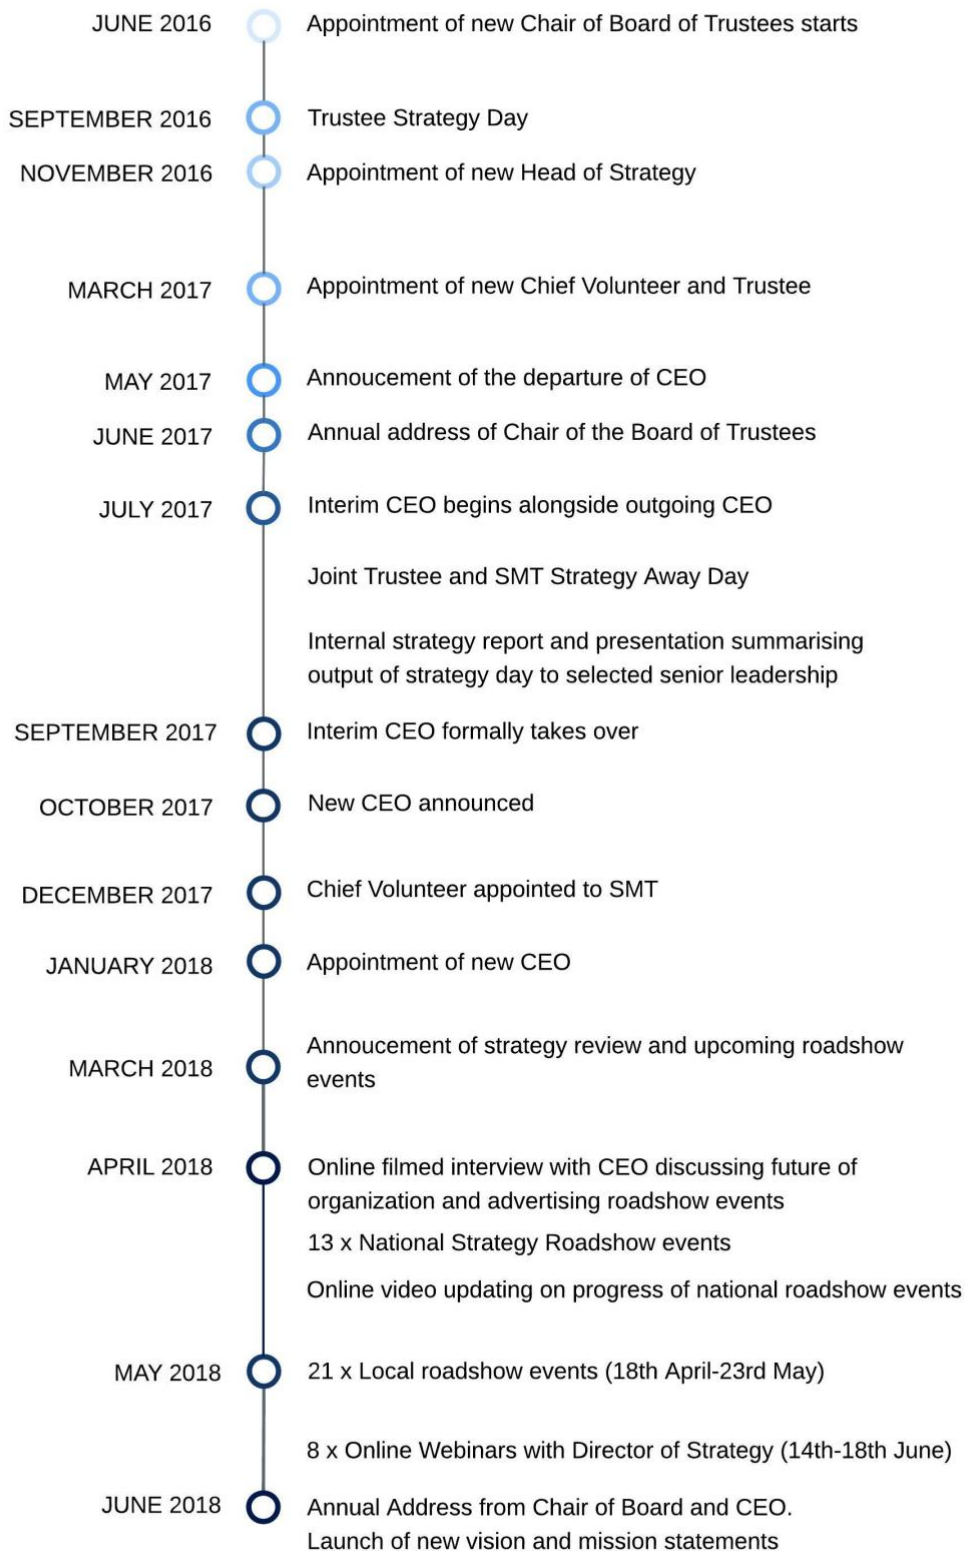 JUNE 2016 Appointment of new Chair of Board of Trustees starts
SEPTEMBER 2016 Trustee Strategy Day
NOVEMBER 2016 Appointment of new Head of Strategy
MARCH 2017 Appointment of new Chief Volunteer and Trustee
MAY 2017 Annoucement of the departure of CEO
JUNE 2017 Annual address of Chair of the Board of Trustees
JULY 2017 Interim CEO begins alongside outgoing CEO
Joint Trustee and SMT Strategy Away Day
Internal strategy report and presentation summarising
output of strategy day to selected senior leadership
SEPTEMBER 2017 Interim CEO formally takes over
OCTOBER 2017 New CEO announced
DECEMBER 2017 Chief Volunteer appointed to SMT
JANUARY 2018 Appointment of new CEO
MARCH 2018 Annoucement of strategy review and upcoming roadshow
events
APRIL 2018 Online filmed interview with CEO discussing future of
organization and advertising roadshow events
13 x National Strategy Roadshow events
Online video updating on progress of national roadshow events
MAY 2018 21 x Local roadshow events (18th April-23rd May)
8 x Online Webinars with Director of Strategy (14th-18th June)
JUNE 2018 Annual Address from Chair of Board and CEO.
Launch of new vision and mission statements